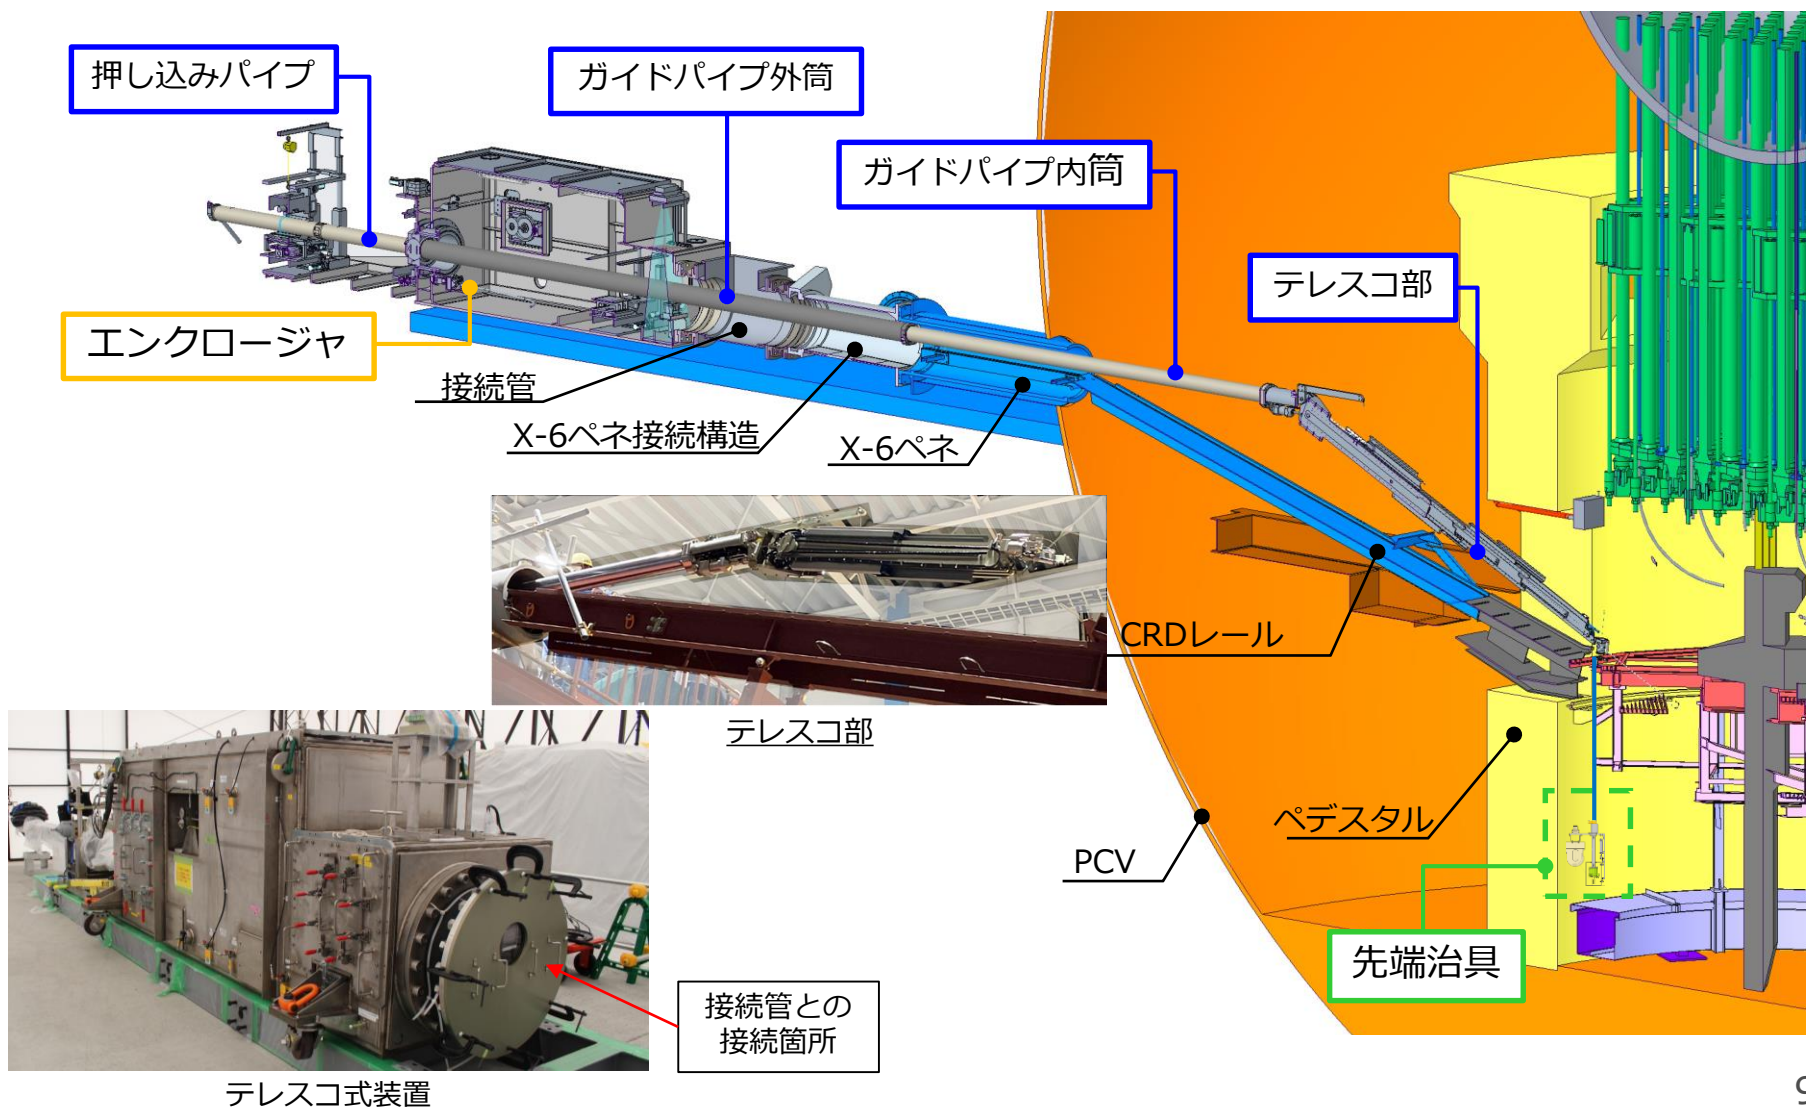 押し込みパイプ
ガイドパイプ外筒
ガイドパイプ内筒
テレスコ部
エンクロージャ
接続管
X-6ペネ接続構造
X-6ペネ
CRDレール
テレスコ部
ペデスタル
PCV
先端治具
接続管との
接続箇所
テレスコ式装置
9